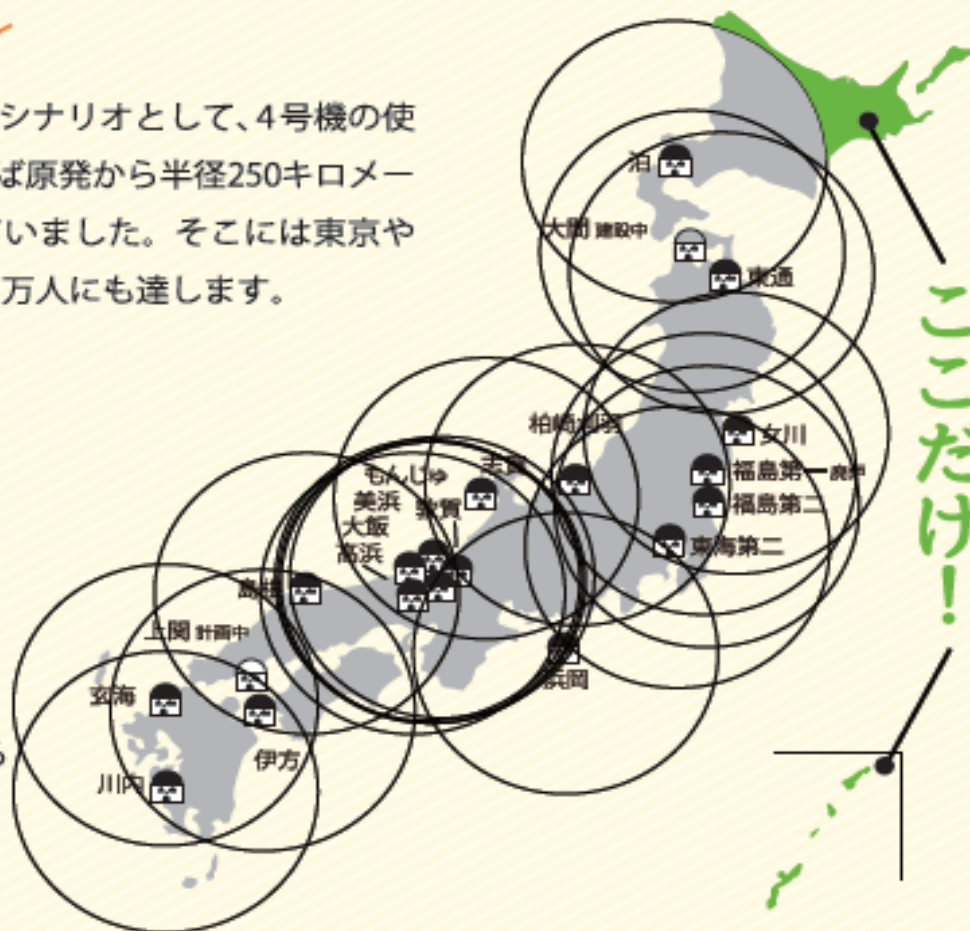 シナリオとして、4号機の使
ば原発から半径250キロメー
いました。そこには東京や
万人にも達します。
泊
大間 建設中
東通
ここだけ！
柏崎刈羽
女川
志賀
福島第一 廃炉
もんじゅ
美浜
敦賀
福島第二
大飯
東海第二
高浜
島根
上関 計画中
浜岡
玄海
伊方
川内